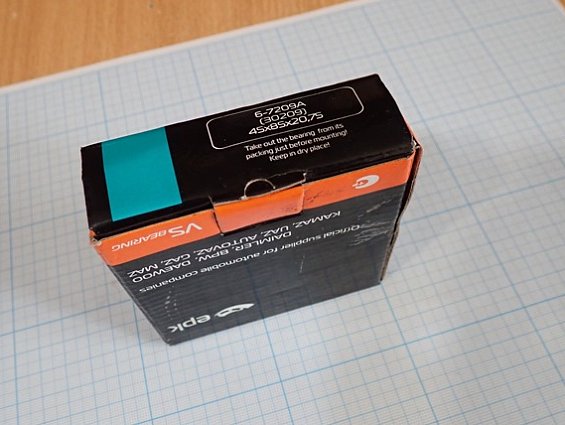 6-7209A
(30209)
45x85x20,75
Take out the bearing from its
packing just before mounting!
Keep in dry place!
VS BEARING
Official supplier for automobile companies
DAIMLER, BPW, DAEWOO
KAMAZ, UAZ, AUTOVAZ, GAZ, MAZ
epk